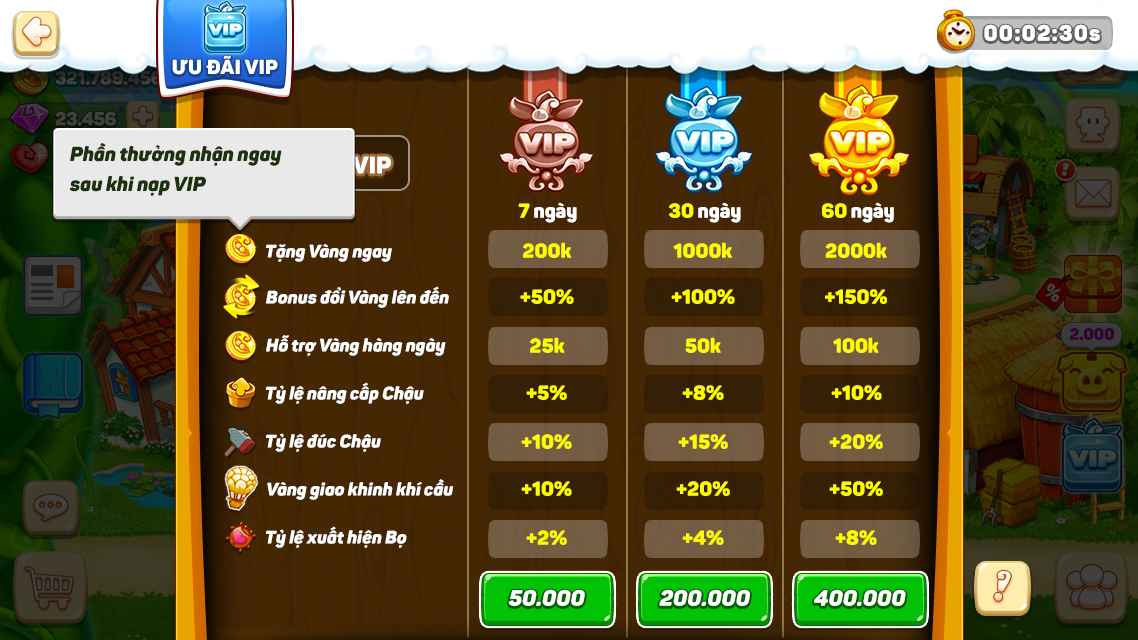 VIP
ƯU ĐÃI VIP
00:02:30s
321.789.456
23.456
Phần thưởng nhận ngay
sau khi nạp VIP
VIP
VIP
VIP
VIP
7 ngày
30 ngày
60 ngày
Tặng Vàng ngay
200k
1000k
2000k
Bonus đổi Vàng lên đến
+50%
+100%
+150%
Hỗ trợ Vàng hàng ngày
25k
50k
100k
Tỷ lệ nâng cấp Chậu
+5%
+8%
+10%
Tỷ lệ đúc Chậu
+10%
+15%
+20%
Vàng giao khinh khí cầu
+10%
+20%
+50%
Tỷ lệ xuất hiện Bọ
+2%
+4%
+8%
50.000
200.000
400.000
%
2.000
VIP